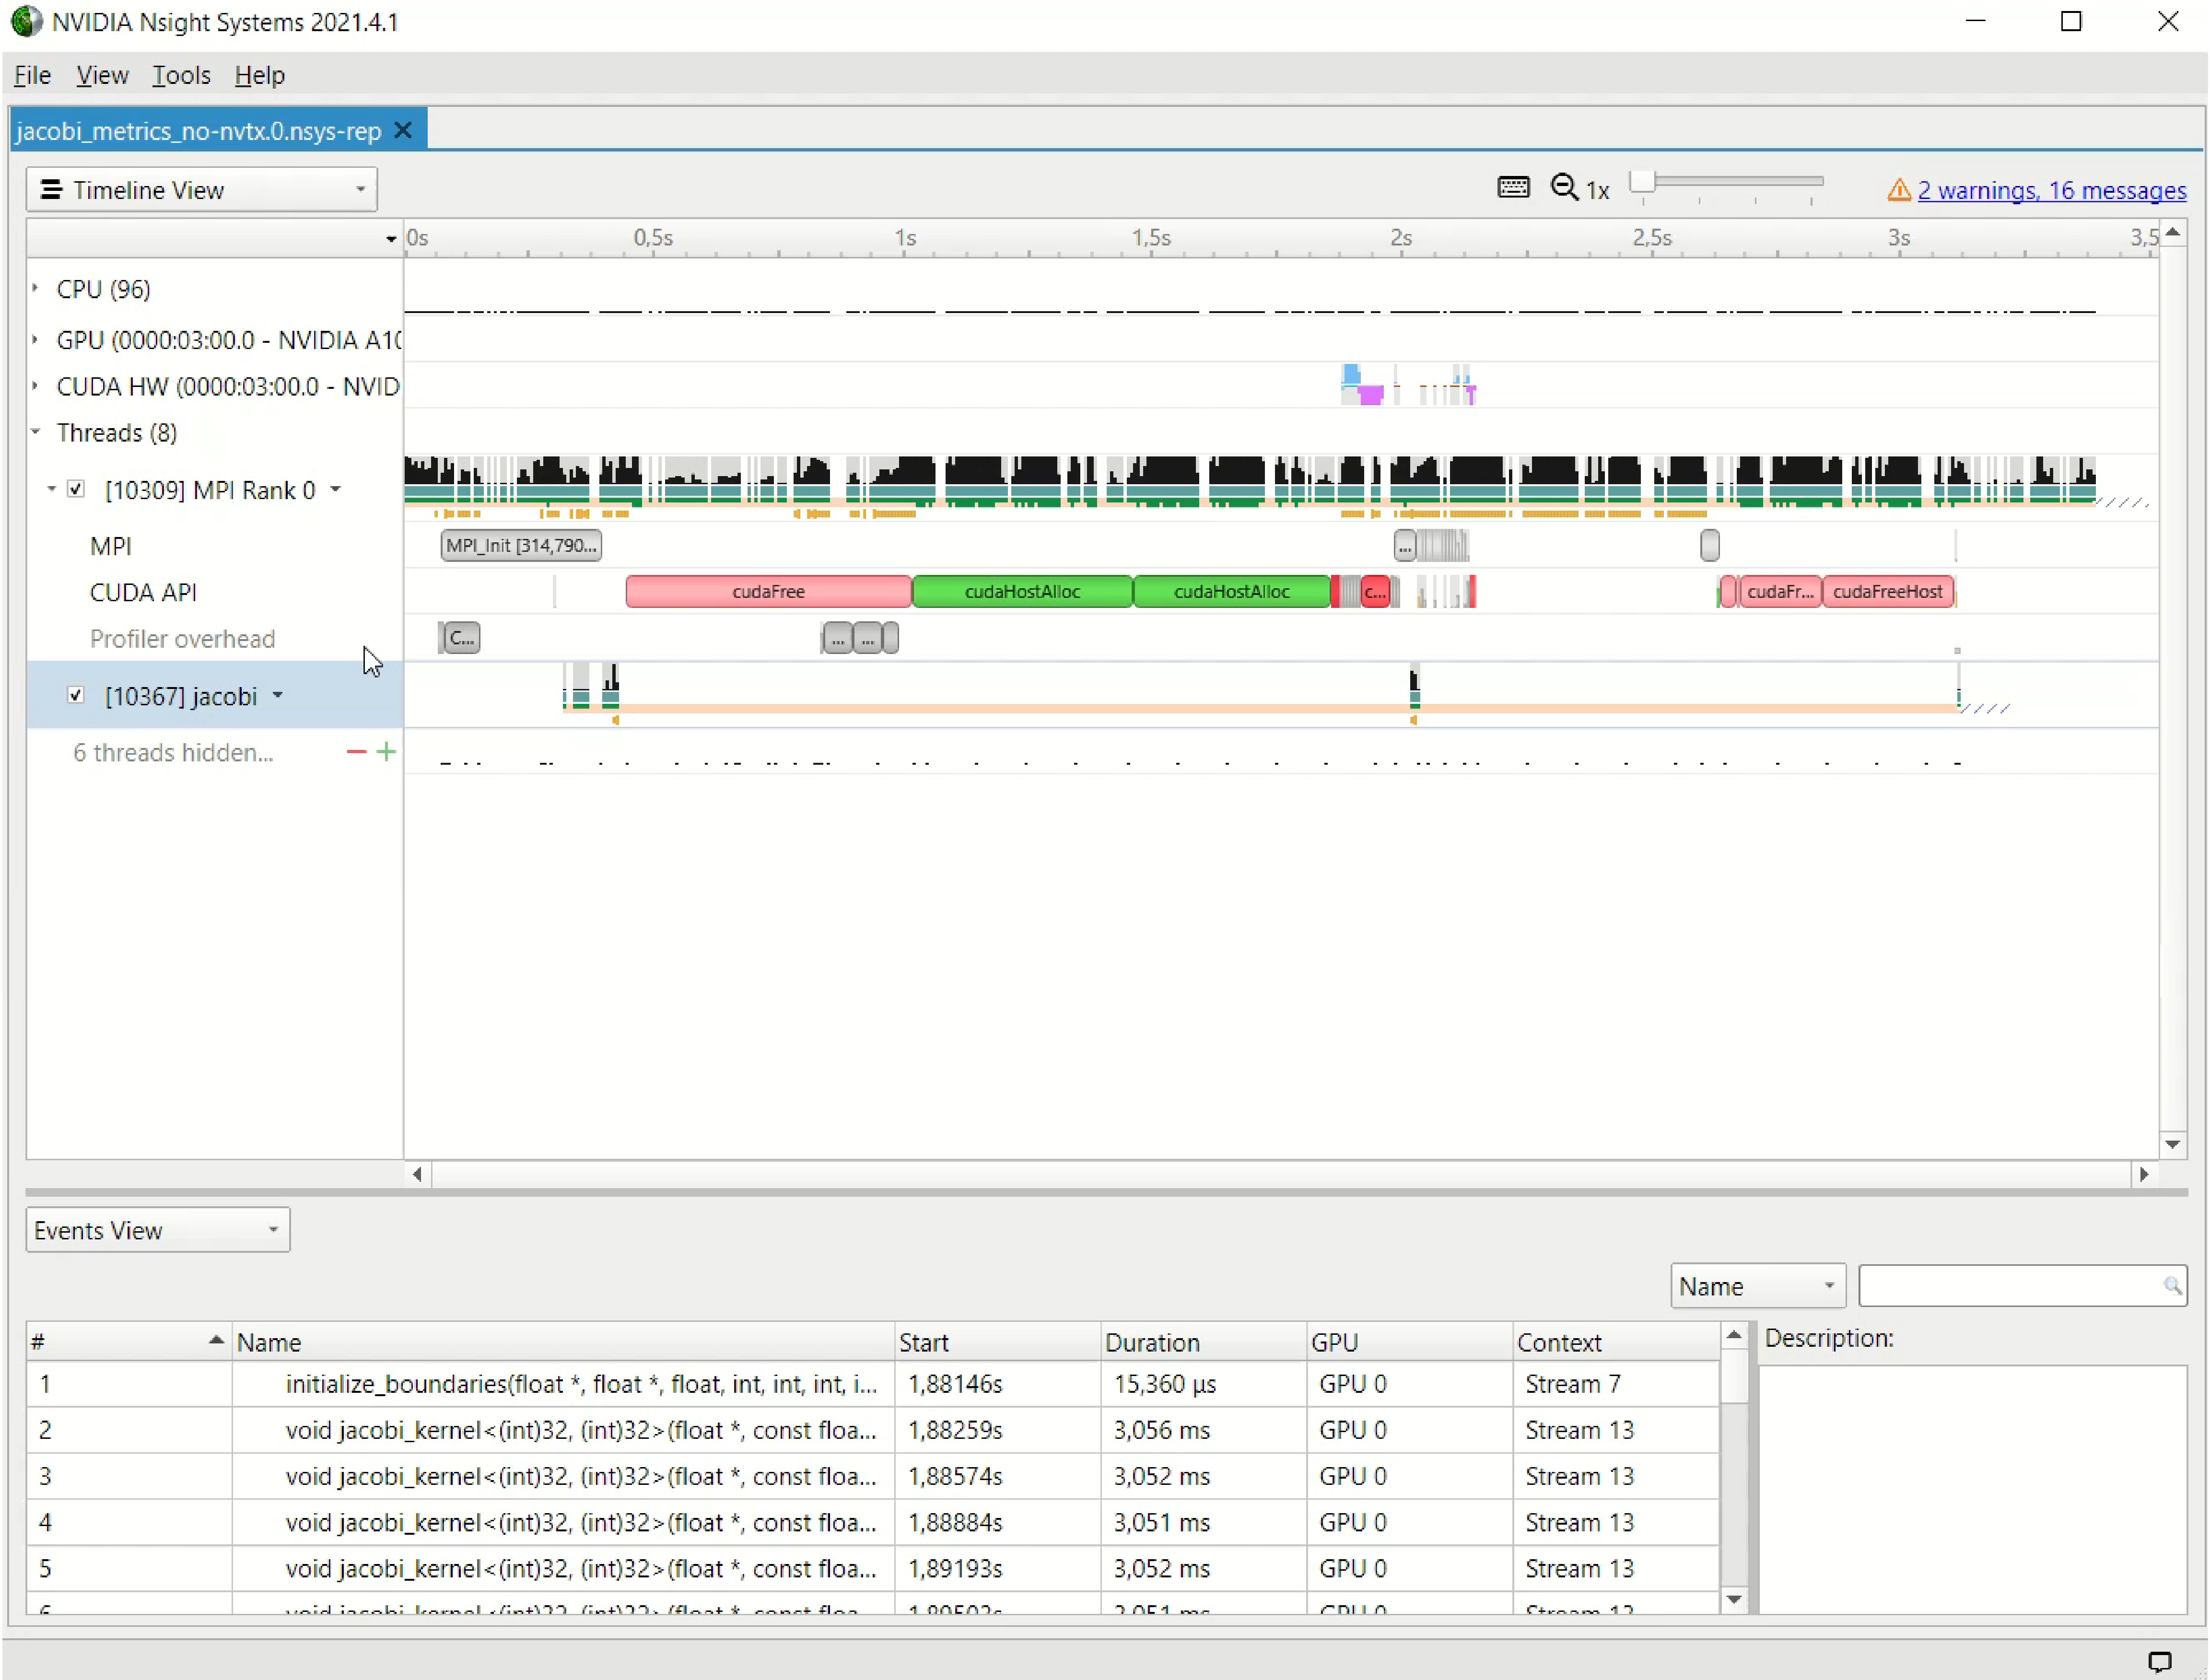 NVIDIA Nsight Systems 2021.4.1
File View Tools Help
jacobi_metrics_no-nvtx.0.nsys-rep
Timeline View
1x
2 warnings, 16 messages
0s 0,5s 1s 1,5s 2s 2,5s 3s 3,5
CPU (96)
GPU (0000:03:00.0 - NVIDIA A10
CUDA HW (0000:03:00.0 - NVID
Threads (8)
[10309] MPI Rank 0
MPI
MPI_Init [314,790...
...
CUDA API
cudaFree cudaHostAlloc cudaHostAlloc c... cudaFr... cudaFreeHost
Profiler overhead
C... ... ...
[10367] jacobi
6 threads hidden...
Events View
Name
# Name Start Duration GPU Context
Description:
1 initialize_boundaries(float *, float *, float, int, int, int, i... 1,88146s 15,360 μs GPU 0 Stream 7
2 void jacobi_kernel<(int)32, (int)32>(float *, const floa... 1,88259s 3,056 ms GPU 0 Stream 13
3 void jacobi_kernel<(int)32, (int)32>(float *, const floa... 1,88574s 3,052 ms GPU 0 Stream 13
4 void jacobi_kernel<(int)32, (int)32>(float *, const floa... 1,88884s 3,051 ms GPU 0 Stream 13
5 void jacobi_kernel<(int)32, (int)32>(float *, const floa... 1,89193s 3,052 ms GPU 0 Stream 13